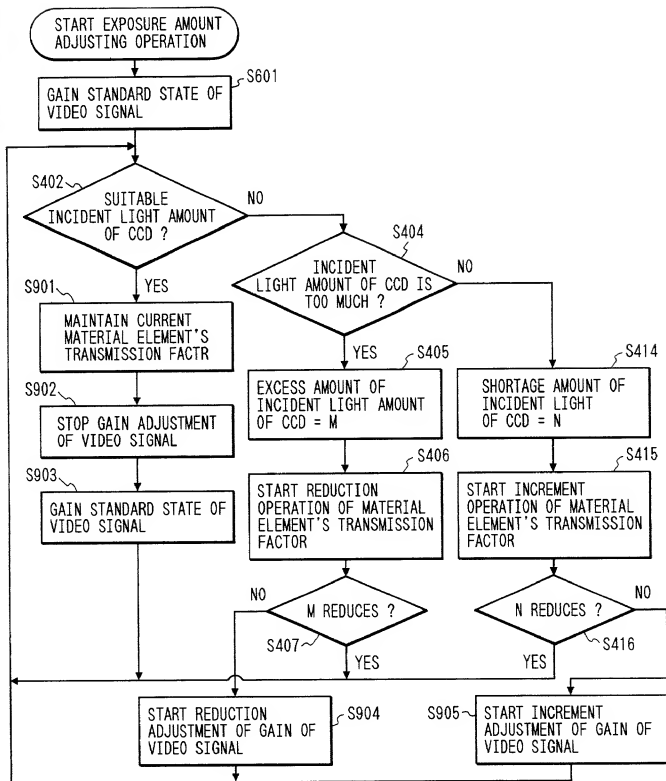 START EXPOSURE AMOUNT
ADJUSTING OPERATION
S601
GAIN STANDARD STATE OF
VIDEO SIGNAL
S402
SUITABLE
INCIDENT LIGHT AMOUNT
OF CCD ?
NO
YES
S404
INCIDENT
LIGHT AMOUNT OF CCD IS
TOO MUCH ?
NO
YES
S901
MAINTAIN CURRENT
MATERIAL ELEMENT'S
TRANSMISSION FACTR
S405
EXCESS AMOUNT OF
INCIDENT LIGHT AMOUNT
OF CCD = M
S414
SHORTAGE AMOUNT OF
INCIDENT LIGHT
OF CCD = N
S902
STOP GAIN ADJUSTMENT
OF VIDEO SIGNAL
S406
START REDUCTION
OPERATION OF MATERIAL
ELEMENT'S TRANSMISSION
FACTOR
S415
START INCREMENT
OPERATION OF MATERIAL
ELEMENT'S TRANSMISSION
FACTOR
S903
GAIN STANDARD STATE OF
VIDEO SIGNAL
NO
M REDUCES ?
S407
YES
NO
N REDUCES ?
S416
YES
START REDUCTION
ADJUSTMENT OF GAIN OF
VIDEO SIGNAL
S904
S905
START INCREMENT
ADJUSTMENT OF GAIN OF
VIDEO SIGNAL